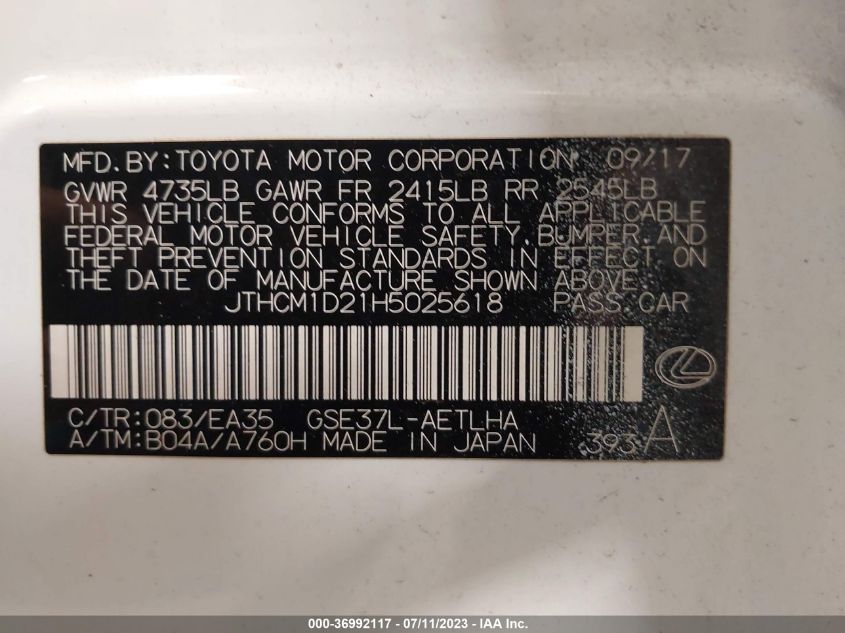 MFD. BY: TOYOTA MOTOR CORPORATION 09/17
GVWR 4735LB GAWR FR 2415LB RR 2545LB
THIS VEHICLE CONFORMS TO ALL APPLICABLE
FEDERAL MOTOR VEHICLE SAFETY, BUMPER, AND
THEFT PREVENTION STANDARDS IN EFFECT ON
THE DATE OF MANUFACTURE SHOWN ABOVE.
JTHCM1D21H5025618 PASS. CAR
C/TR: 083/EA35 GSE37L-AETLHA
A/TM: B04A/A760H MADE IN JAPAN 393 A
000-36992117 - 07/11/2023 - IAA Inc.